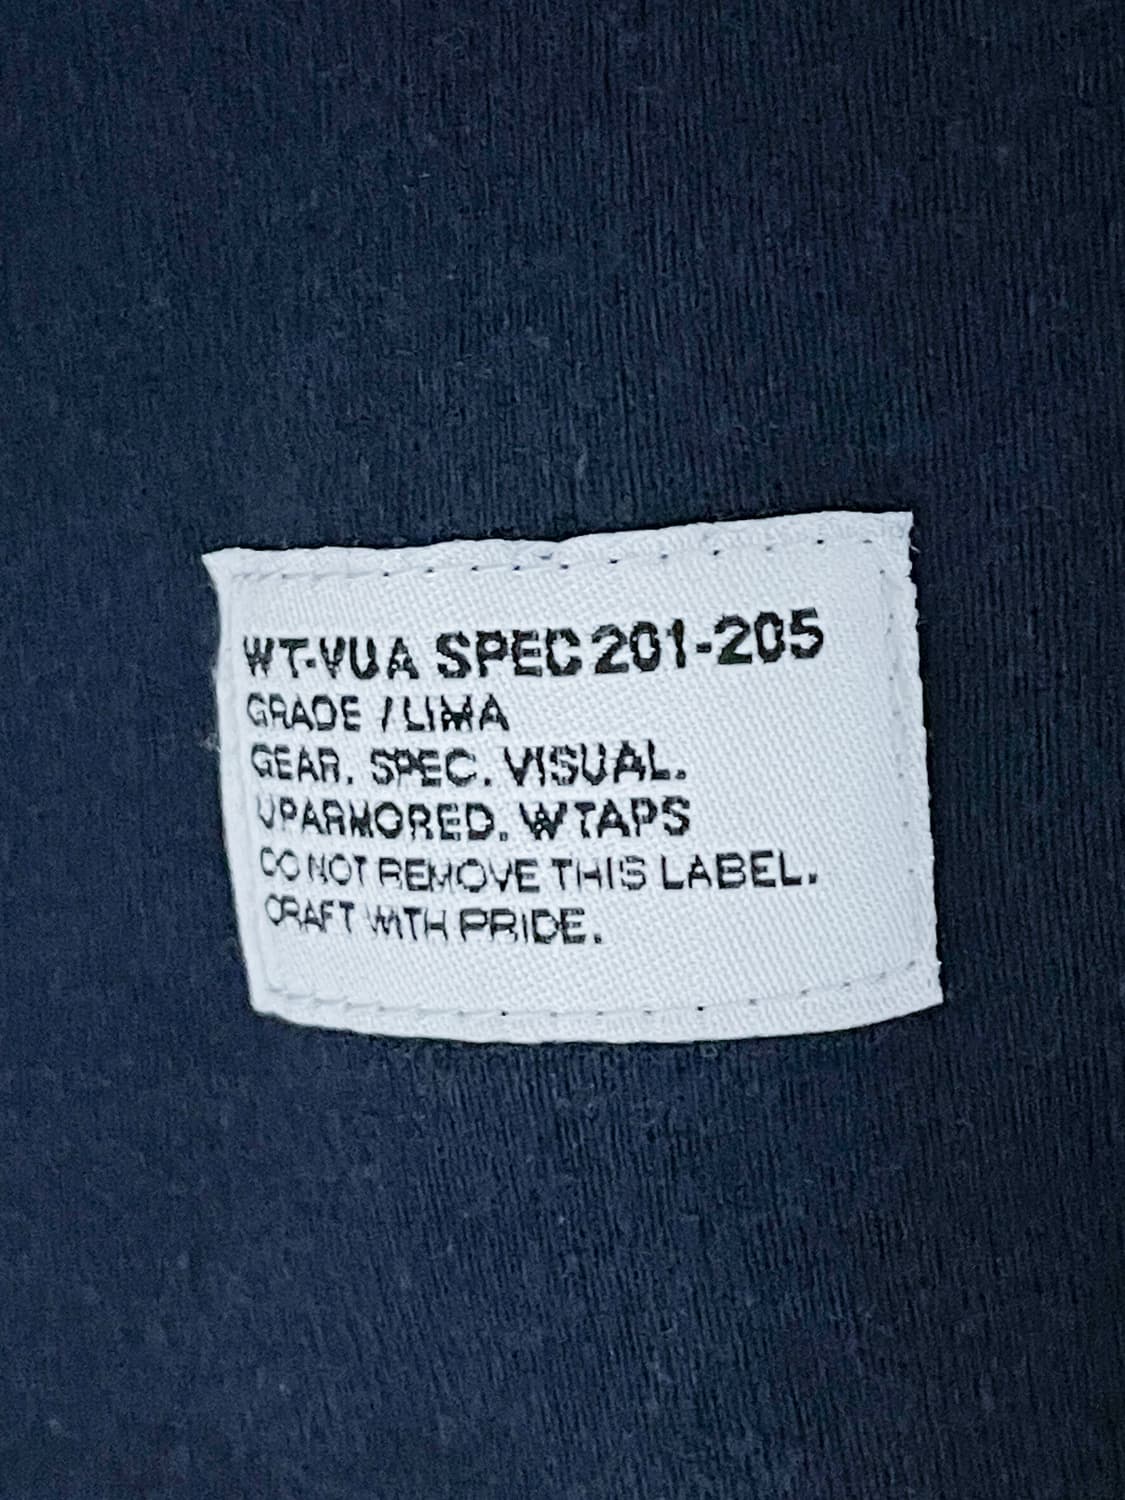 WT-VUA SPEC 201-205
GRADE / LIMA
GEAR. SPEC. VISUAL.
UPARMORED. WTAPS
DO NOT REMOVE THIS LABEL.
CRAFT WITH PRIDE.